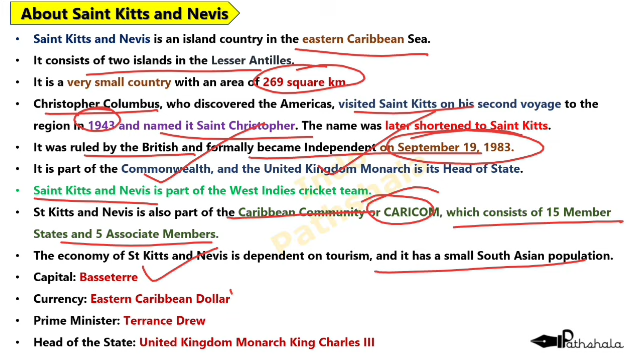 About Saint Kitts and Nevis
• Saint Kitts and Nevis is an island country in the eastern Caribbean Sea.
• It consists of two islands in the Lesser Antilles.
• It is a very small country with an area of 269 square km.
• Christopher Columbus, who discovered the Americas, visited Saint Kitts on his second voyage to the
region in 1943 and named it Saint Christopher. The name was later shortened to Saint Kitts.
• It was ruled by the British and formally became Independent on September 19, 1983.
• It is part of the Commonwealth, and the United Kingdom Monarch is its Head of State.
• Saint Kitts and Nevis is part of the West Indies cricket team.
• St Kitts and Nevis is also part of the Caribbean Community or CARICOM, which consists of 15 Member
States and 5 Associate Members.
• The economy of St Kitts and Nevis is dependent on tourism, and it has a small South Asian population.
• Capital: Basseterre
• Currency: Eastern Caribbean Dollar
• Prime Minister: Terrance Drew
• Head of the State: United Kingdom Monarch King Charles III
Pathshala